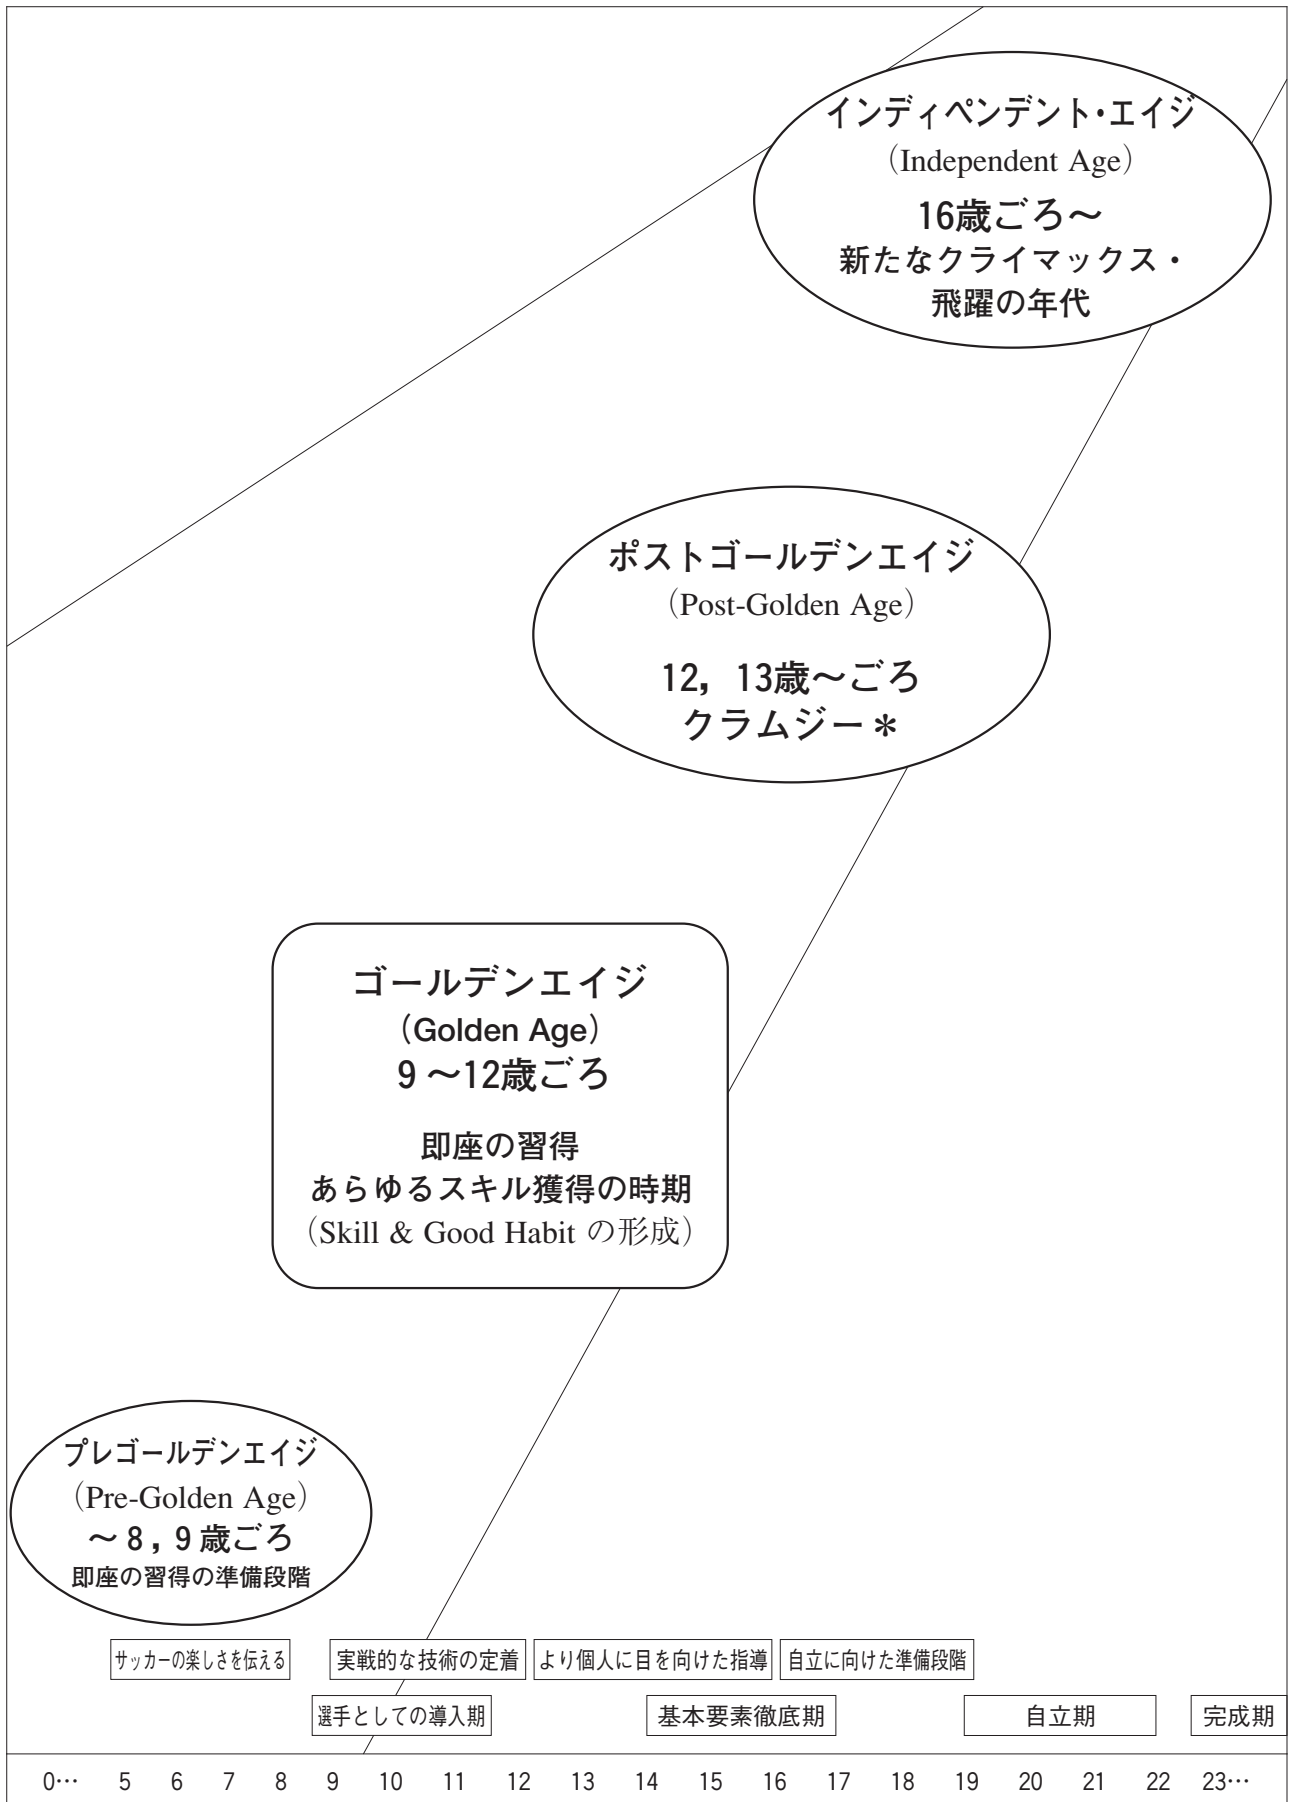 インディペンデント・エイジ
（Independent Age）
16歳ごろ～
新たなクライマックス・
飛躍の年代
ポストゴールデンエイジ
（Post-Golden Age）
12，13歳～ごろ
クラムジー＊
ゴールデンエイジ
（Golden Age）
9～12歳ごろ
即座の習得
あらゆるスキル獲得の時期
（Skill & Good Habit の形成）
プレゴールデンエイジ
（Pre-Golden Age）
～8，9歳ごろ
即座の習得の準備段階
サッカーの楽しさを伝える 実戦的な技術の定着 より個人に目を向けた指導 自立に向けた準備段階
選手としての導入期 基本要素徹底期 自立期 完成期
0… 5 6 7 8 9 10 11 12 13 14 15 16 17 18 19 20 21 22 23…